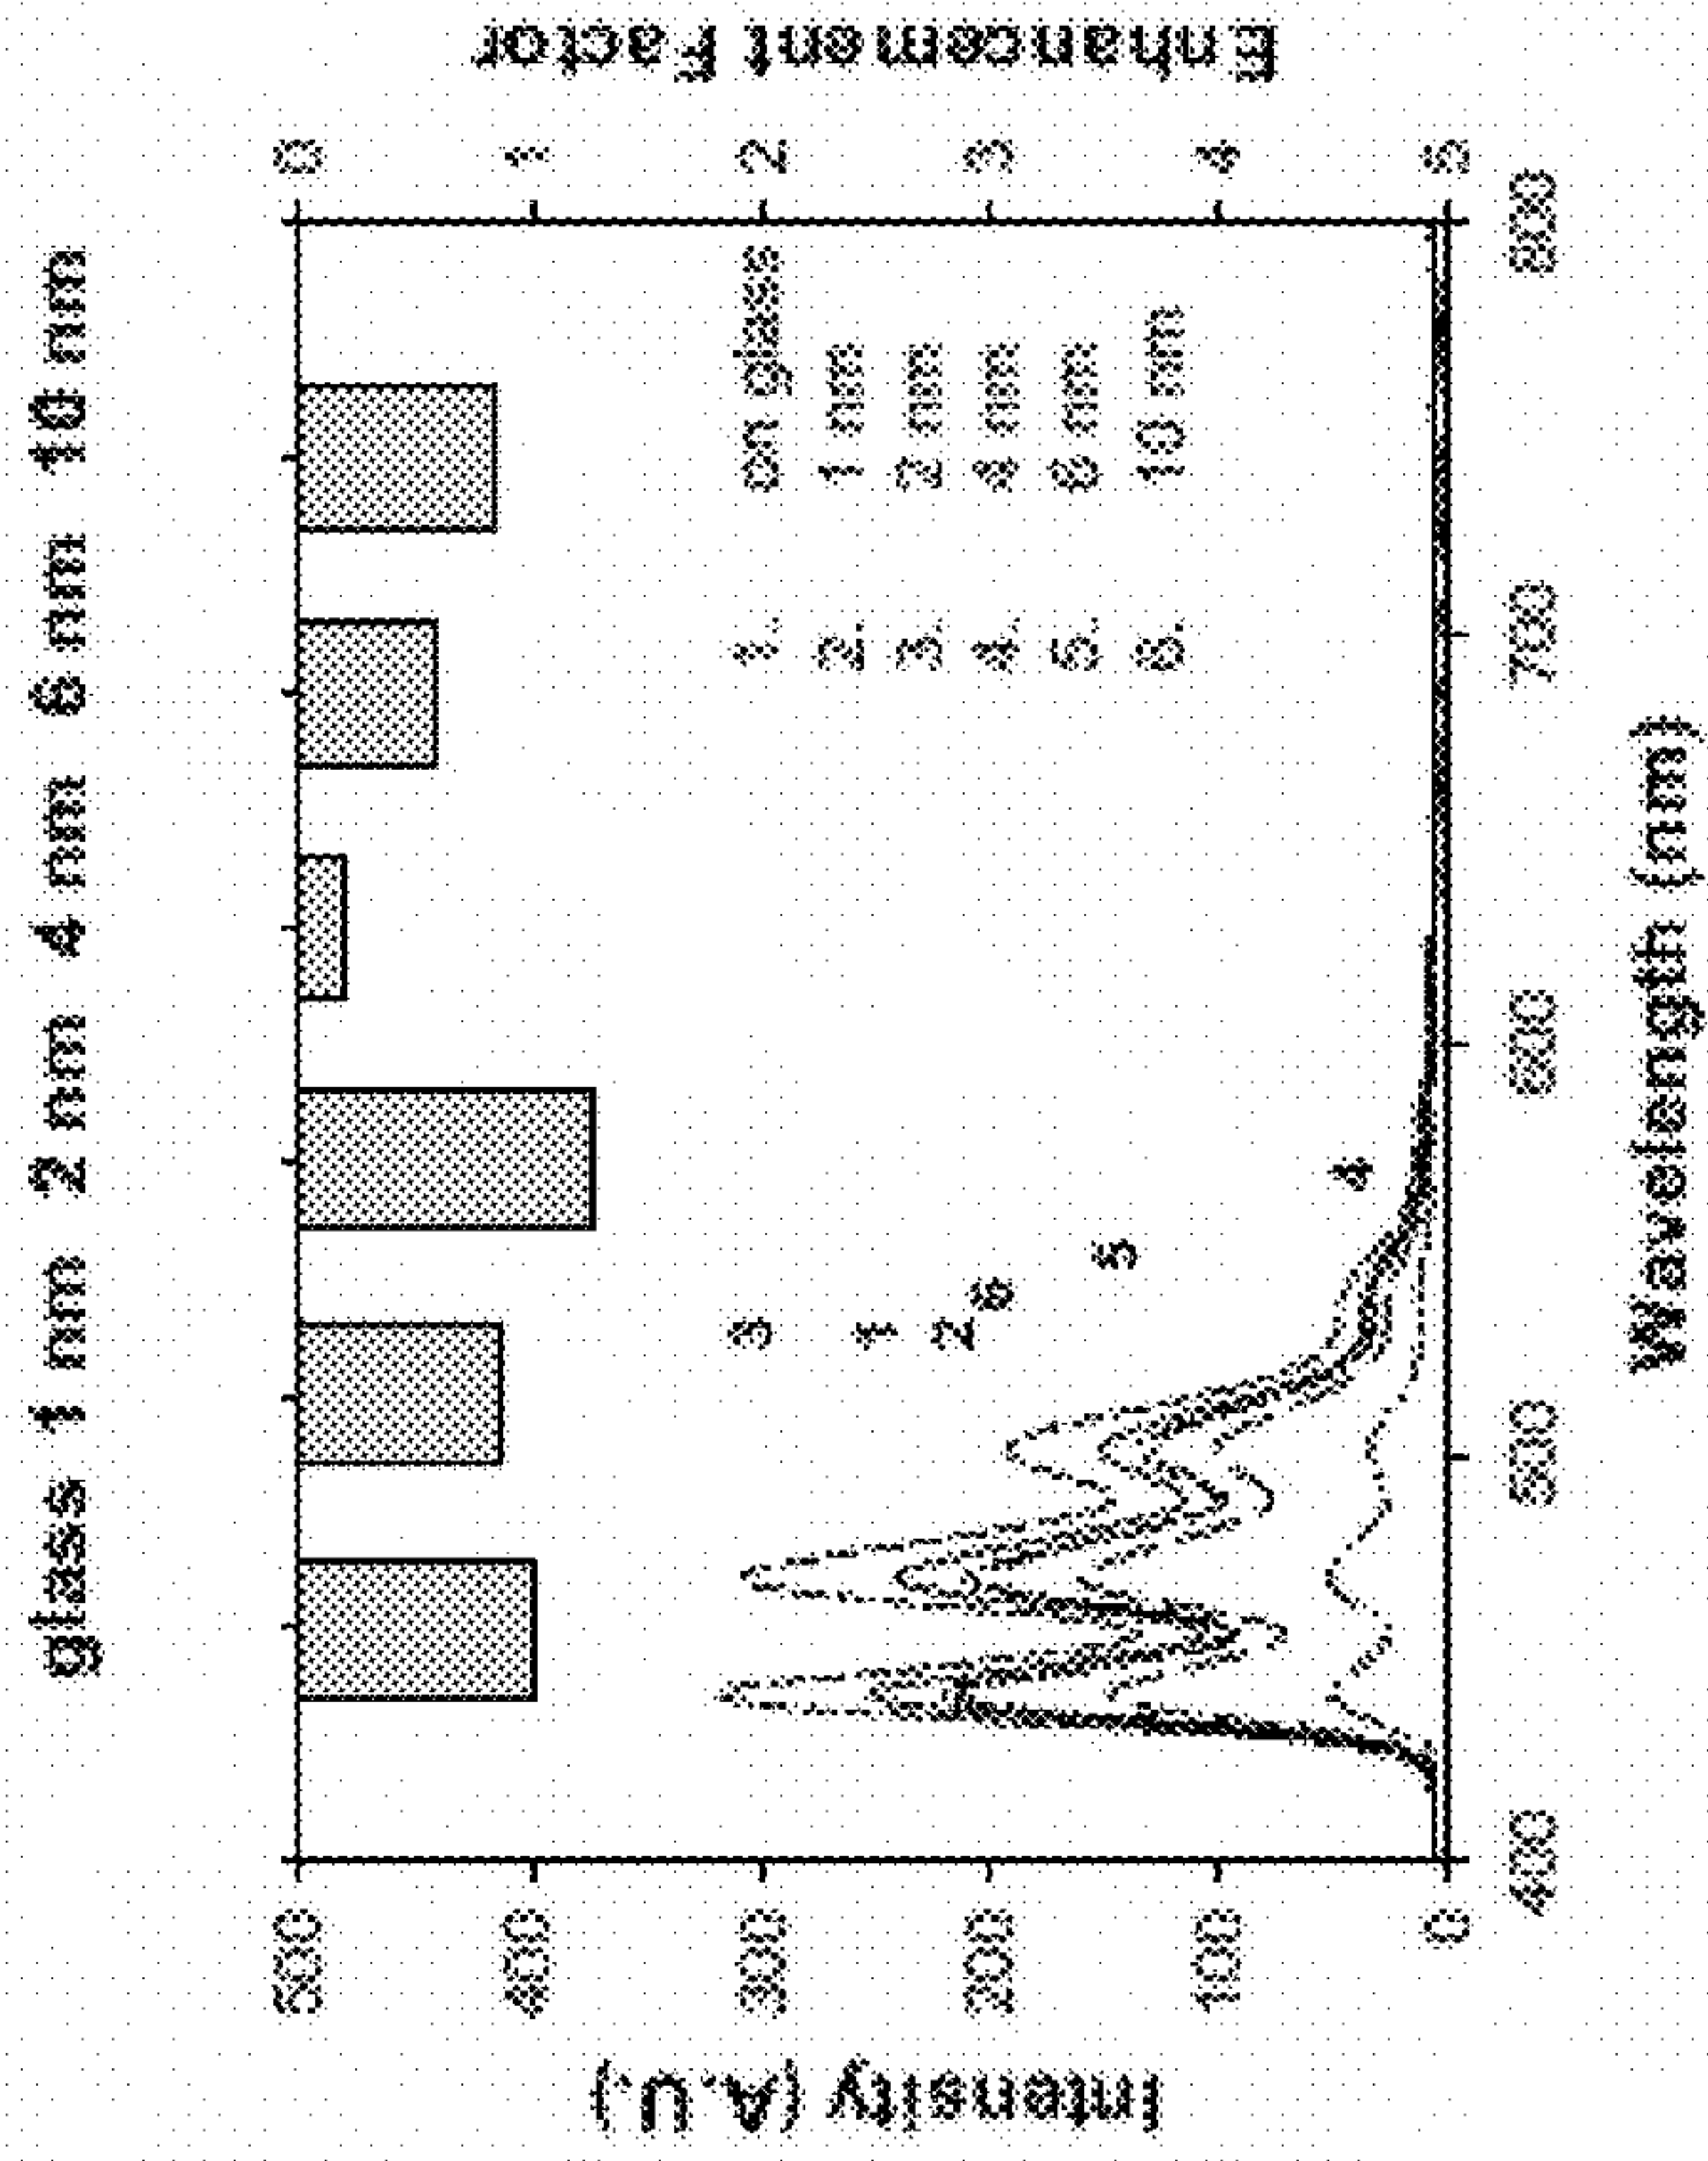 glass 1 nm 2 nm 4 nm 6 nm 10 nm
Intensity (A.U.)
500
400
300
200
100
0
Enhancement Factor
0
1
2
3
4
5
3
1
2
6
5
4
1. on glass
2. 1 nm
3. 2 nm
4. 4 nm
5. 6 nm
6. 10 nm
400 500 600 700 800
Wavelength (nm)